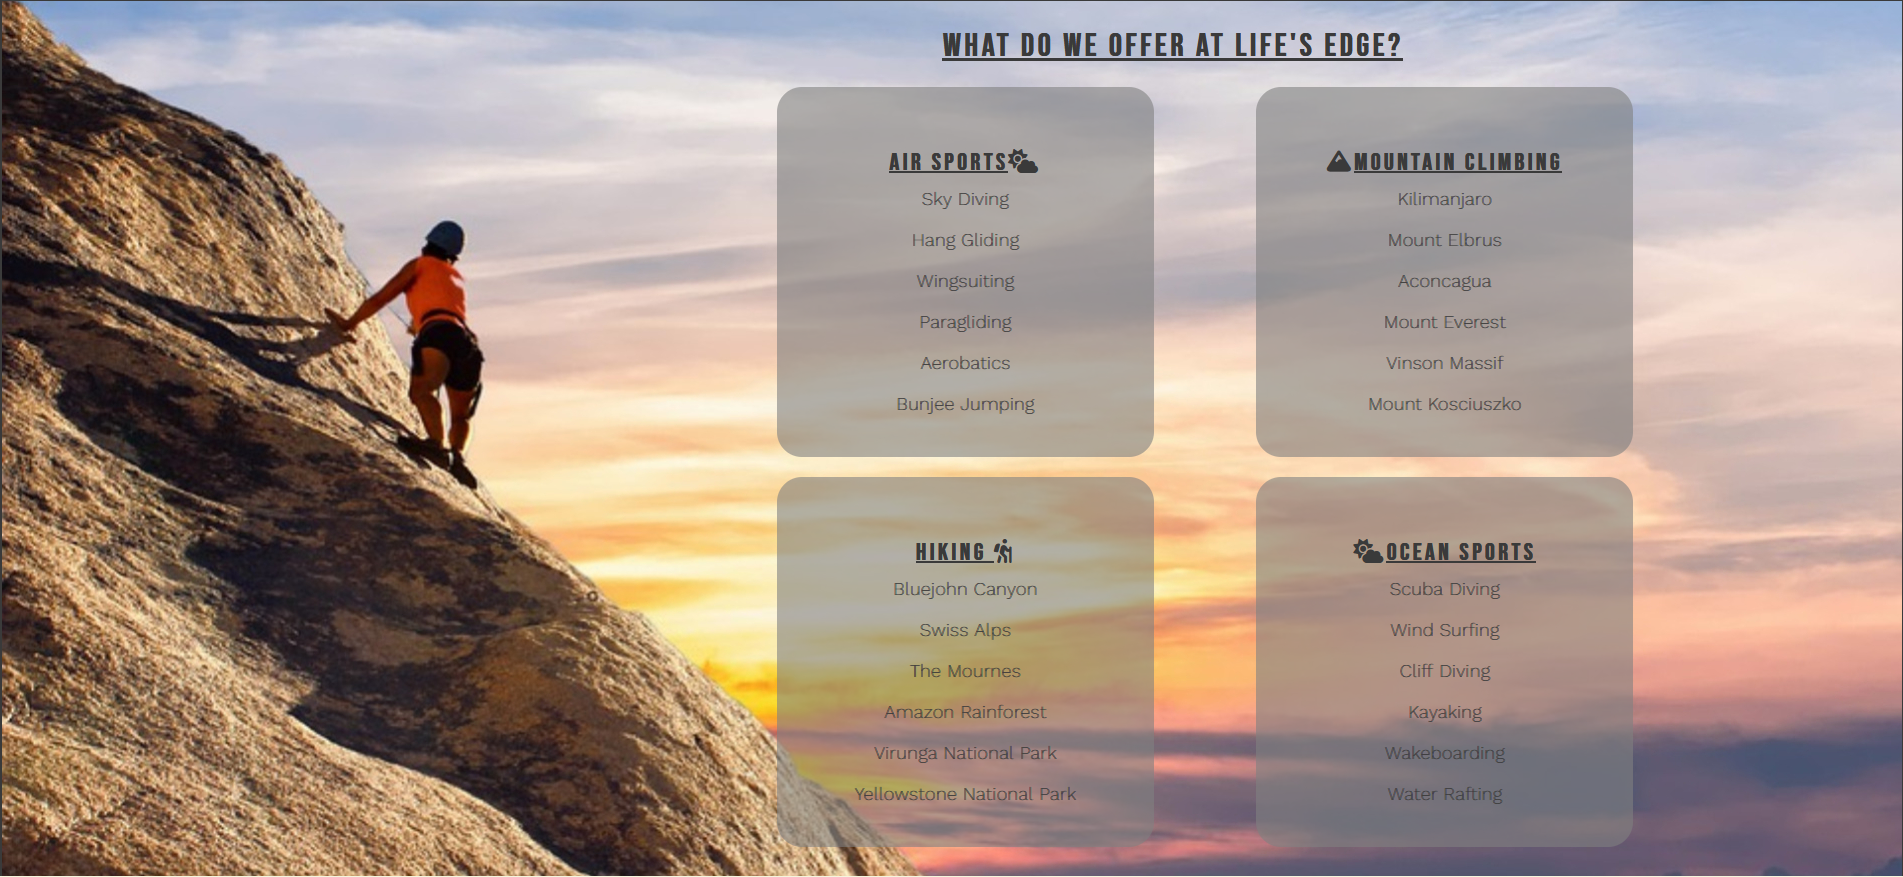 WHAT DO WE OFFER AT LIFE'S EDGE?
AIR SPORTS
Sky Diving
Hang Gliding
Wingsuiting
Paragliding
Aerobatics
Bunjee Jumping
MOUNTAIN CLIMBING
Kilimanjaro
Mount Elbrus
Aconcagua
Mount Everest
Vinson Massif
Mount Kosciuszko
HIKING
Bluejohn Canyon
Swiss Alps
The Mournes
Amazon Rainforest
Virunga National Park
Yellowstone National Park
OCEAN SPORTS
Scuba Diving
Wind Surfing
Cliff Diving
Kayaking
Wakeboarding
Water Rafting